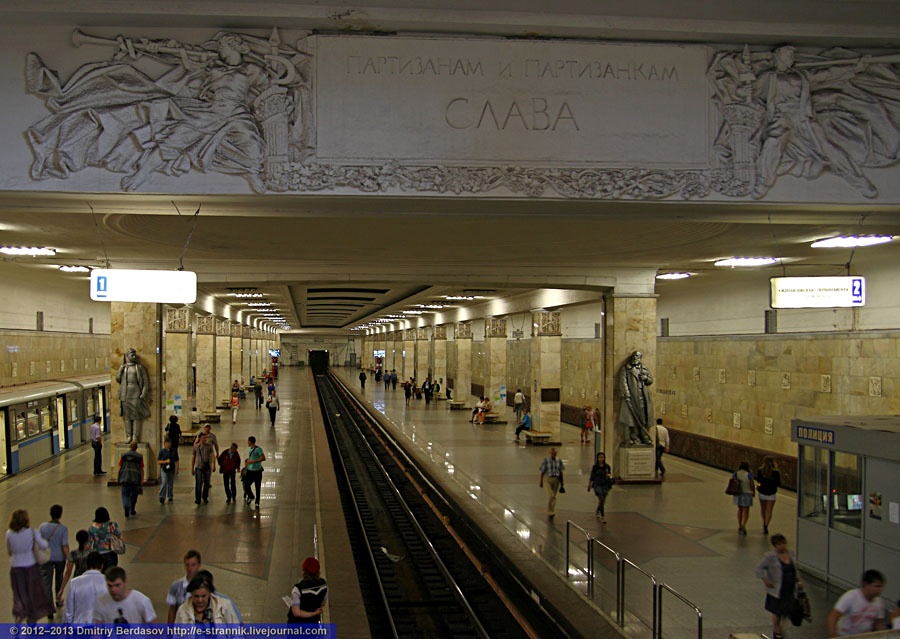 ПАРТИЗАНАМ И ПАРТИЗАНКАМ
СЛАВА
1
2
ПОЛИЦИЯ
© 2012–2013 Dmitriy Berdasov http://e-strannik.livejournal.com